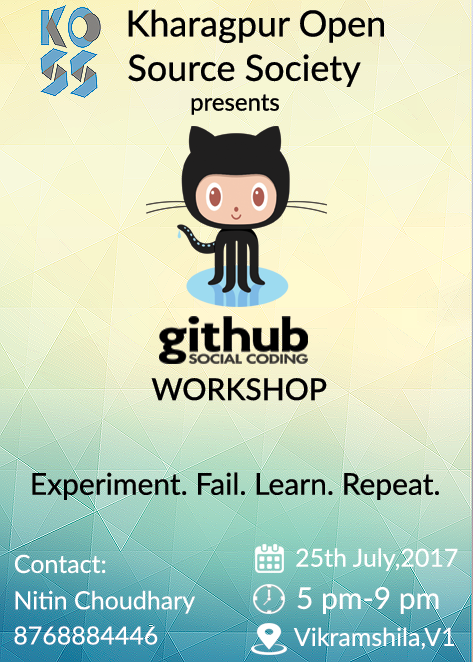 KO
SS
Kharagpur Open
Source Society
presents
github
SOCIAL CODING
WORKSHOP
Experiment. Fail. Learn. Repeat.
Contact:
Nitin Choudhary
8768884446
25th July,2017
5 pm-9 pm
Vikramshila,V1